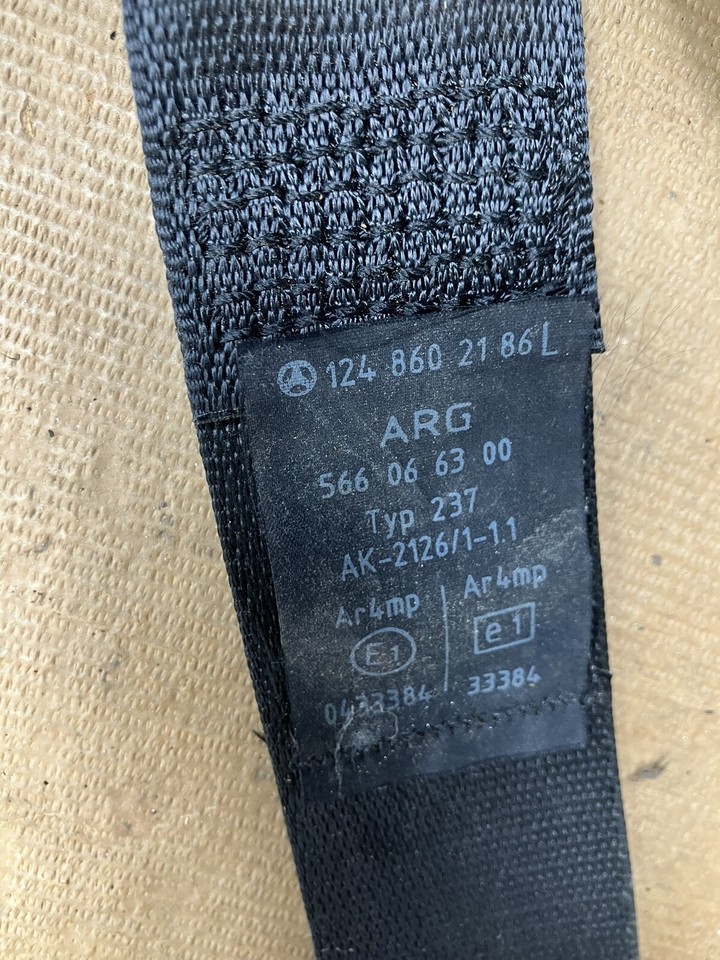 124 860 21 86 L
ARG
566 06 63 00
Typ 237
AK-2126/1-1.1
Ar4mp Ar4mp
E1 e1
0433384 33384